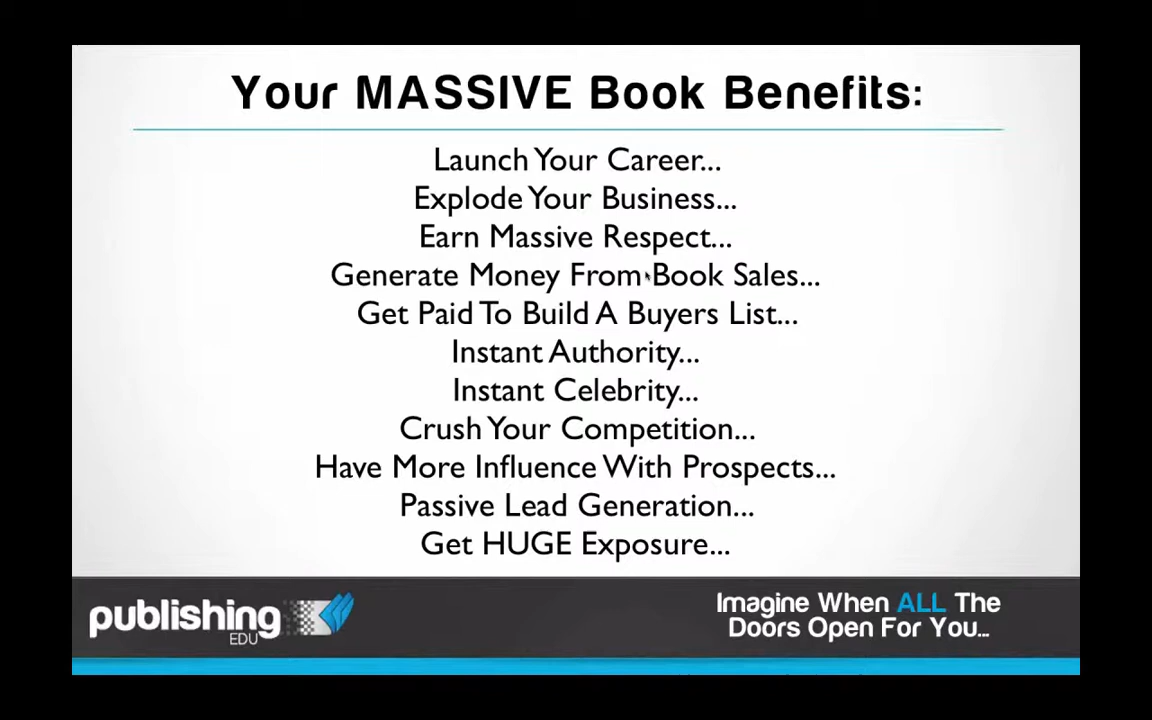 Your MASSIVE Book Benefits:
Launch Your Career...
Explode Your Business...
Earn Massive Respect...
Generate Money From Book Sales...
Get Paid To Build A Buyers List...
Instant Authority...
Instant Celebrity...
Crush Your Competition...
Have More Influence With Prospects...
Passive Lead Generation...
Get HUGE Exposure...
publishing
EDU
Imagine When ALL The
Doors Open For You...